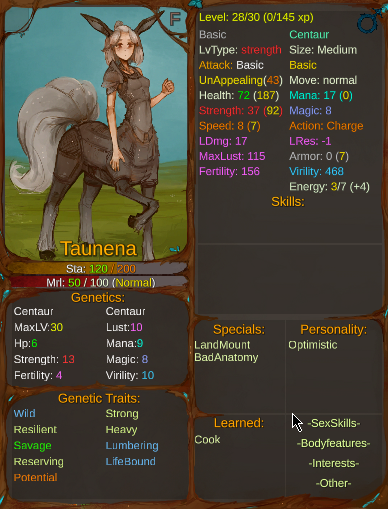 F
Taunena
Sta: 120 / 200
Mrl: 50 / 100 (Normal)
Genetics:
Centaur Centaur
MaxLV:30 Lust:10
Hp:6 Mana:9
Strength: 13 Magic: 8
Fertility: 4 Virility: 10
Genetic Traits:
Wild Strong
Resilient Heavy
Savage Lumbering
Reserving LifeBound
Potential
Level: 28/30 (0/145 xp)
Basic Centaur
LvType: strength Size: Medium
Attack: Basic Basic
UnAppealing(43) Move: normal
Health: 72 (187) Mana: 17 (0)
Strength: 37 (92) Magic: 8
Speed: 8 (7) Action: Charge
LDmg: 17 LRes: -1
MaxLust: 115 Armor: 0 (7)
Fertility: 156 Virility: 468
Energy: 3/7 (+4)
Skills:
Specials: Personality:
LandMount Optimistic
BadAnatomy
Learned: -SexSkills-
Cook -Bodyfeatures-
-Interests-
-Other-